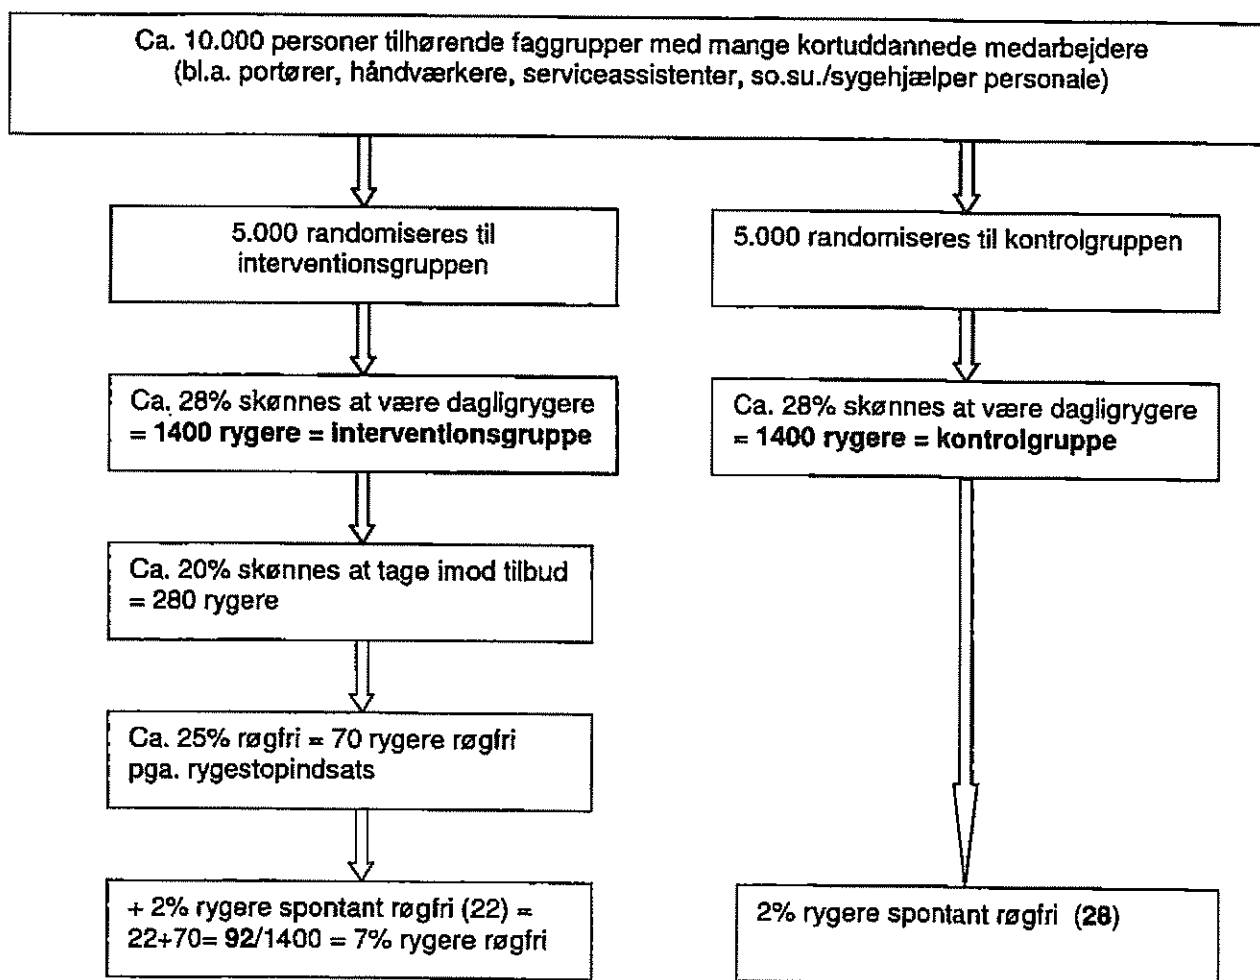 Ca. 10.000 personer tilhørende faggrupper med mange kortuddannede medarbejdere
(bl.a. portører, håndværkere, serviceassistenter, so.su./sygehjælper personale)
5.000 randomiseres til
interventionsgruppen
5.000 randomiseres til kontrolgruppen
Ca. 28% skønnes at være dagligrygere
= 1400 rygere = interventionsgruppe
Ca. 28% skønnes at være dagligrygere
= 1400 rygere = kontrolgruppe
Ca. 20% skønnes at tage imod tilbud
= 280 rygere
Ca. 25% røgfri = 70 rygere røgfri
pga. rygestopindsats
+ 2% rygere spontant røgfri (22) =
22+70= 92/1400 = 7% rygere røgfri
2% rygere spontant røgfri (28)